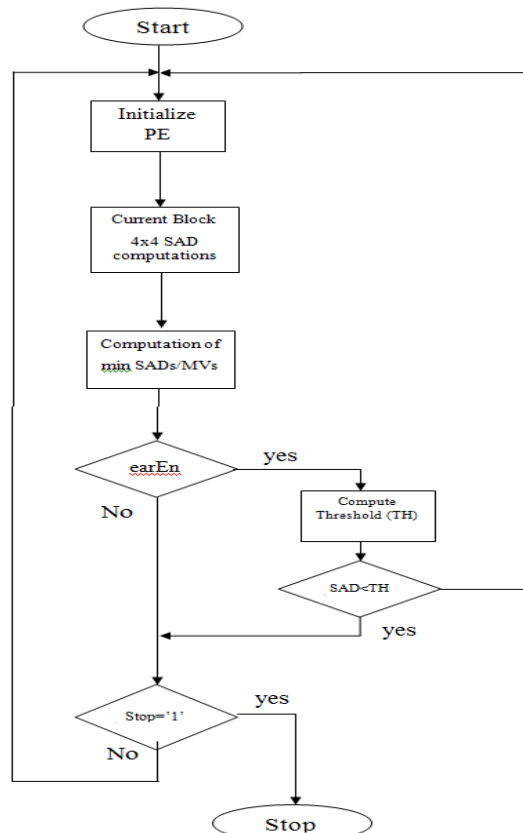 Start
Initialize
PE
Current Block
4x4 SAD
computations
Computation of
min SADs/MVs
earEn
yes
No
Compute
Threshold (TH)
SAD<TH
yes
Stop='1'
yes
No
Stop